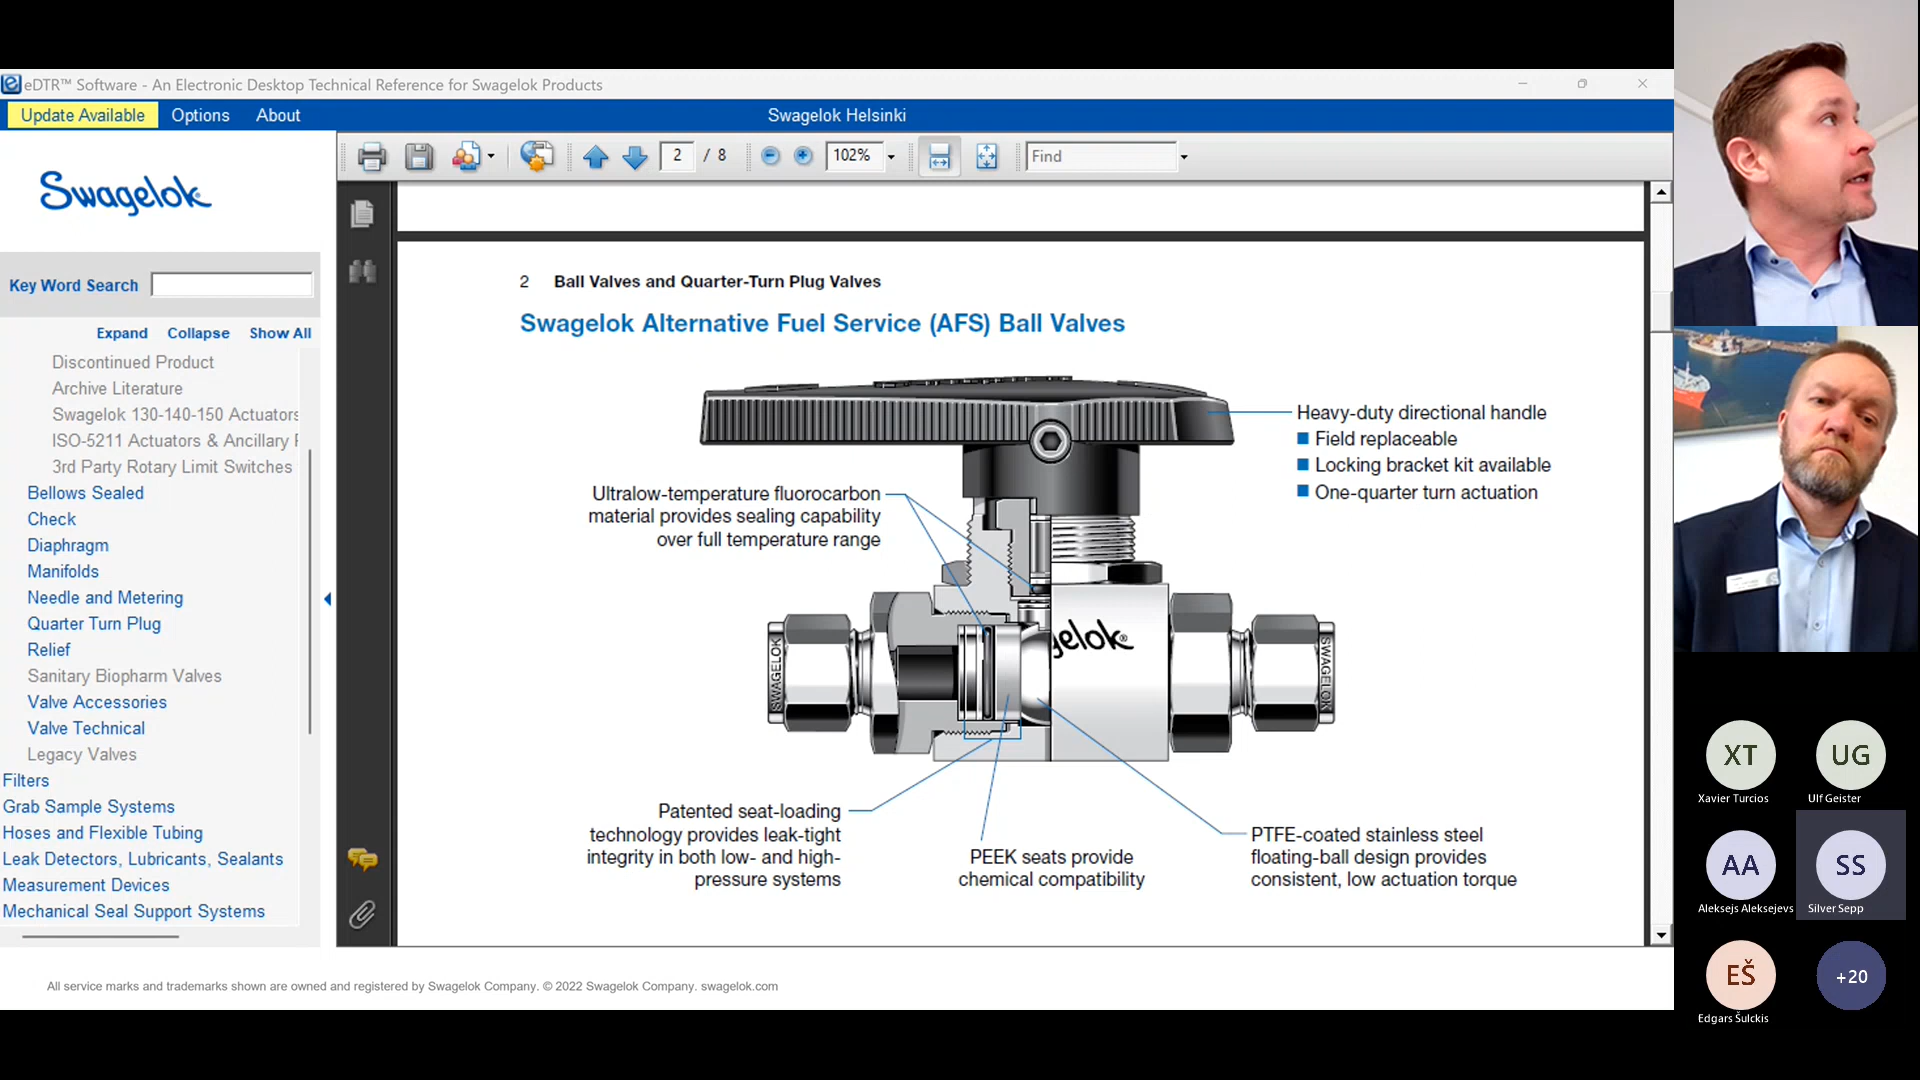 eDTR™ Software - An Electronic Desktop Technical Reference for Swagelok Products
Update Available
Options
About
Swagelok Helsinki
2 / 8
102%
Find
Swagelok
Key Word Search
Expand
Collapse
Show All
Discontinued Product
Archive Literature
Swagelok 130-140-150 Actuators
ISO-5211 Actuators & Ancillary
3rd Party Rotary Limit Switches
Bellows Sealed
Check
Diaphragm
Manifolds
Needle and Metering
Quarter Turn Plug
Relief
Sanitary Biopharm Valves
Valve Accessories
Valve Technical
Legacy Valves
Filters
Grab Sample Systems
Hoses and Flexible Tubing
Leak Detectors, Lubricants, Sealants
Measurement Devices
Mechanical Seal Support Systems
2 Ball Valves and Quarter-Turn Plug Valves
Swagelok Alternative Fuel Service (AFS) Ball Valves
Heavy-duty directional handle
Field replaceable
Locking bracket kit available
One-quarter turn actuation
Ultralow-temperature fluorocarbon
material provides sealing capability
over full temperature range
SWAGELOK
gelok®
SWAGELOK
Patented seat-loading
technology provides leak-tight
integrity in both low- and high-
pressure systems
PEEK seats provide
chemical compatibility
PTFE-coated stainless steel
floating-ball design provides
consistent, low actuation torque
All service marks and trademarks shown are owned and registered by Swagelok Company. © 2022 Swagelok Company. swagelok.com
XT
Xavier Turcios
UG
Ulf Geister
AA
Aleksejs Aleksejevs
SS
Silver Sepp
EŠ
Edgars Šulckis
+20